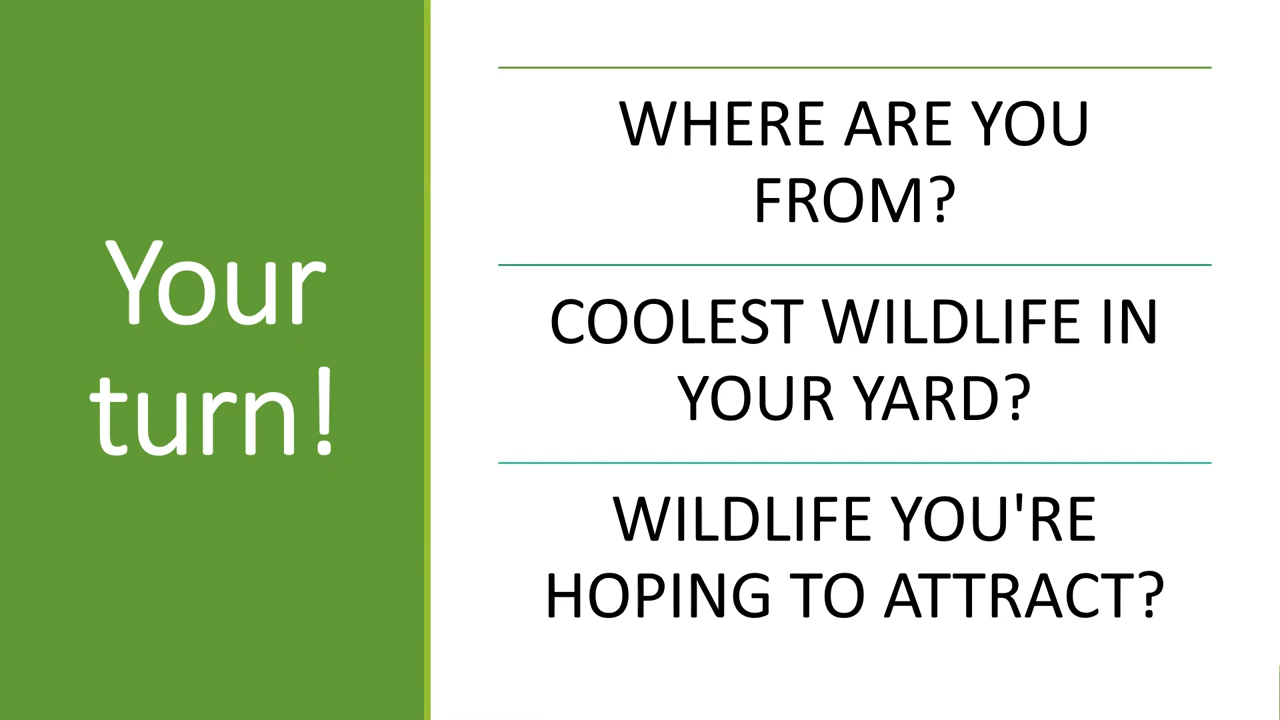 Your
turn!
WHERE ARE YOU
FROM?
COOLEST WILDLIFE IN
YOUR YARD?
WILDLIFE YOU'RE
HOPING TO ATTRACT?